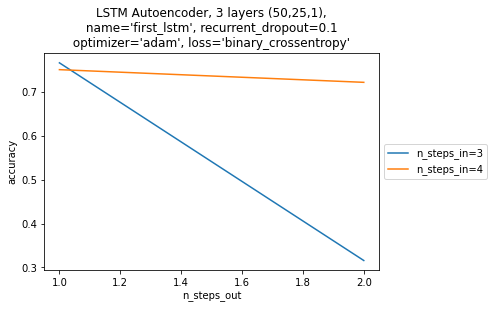 LSTM Autoencoder, 3 layers (50,25,1),
name='first_lstm', recurrent_dropout=0.1
optimizer='adam', loss='binary_crossentropy'
accuracy
0.7
0.6
0.5
0.4
0.3
1.0 1.2 1.4 1.6 1.8 2.0
n_steps_out
n_steps_in=3
n_steps_in=4